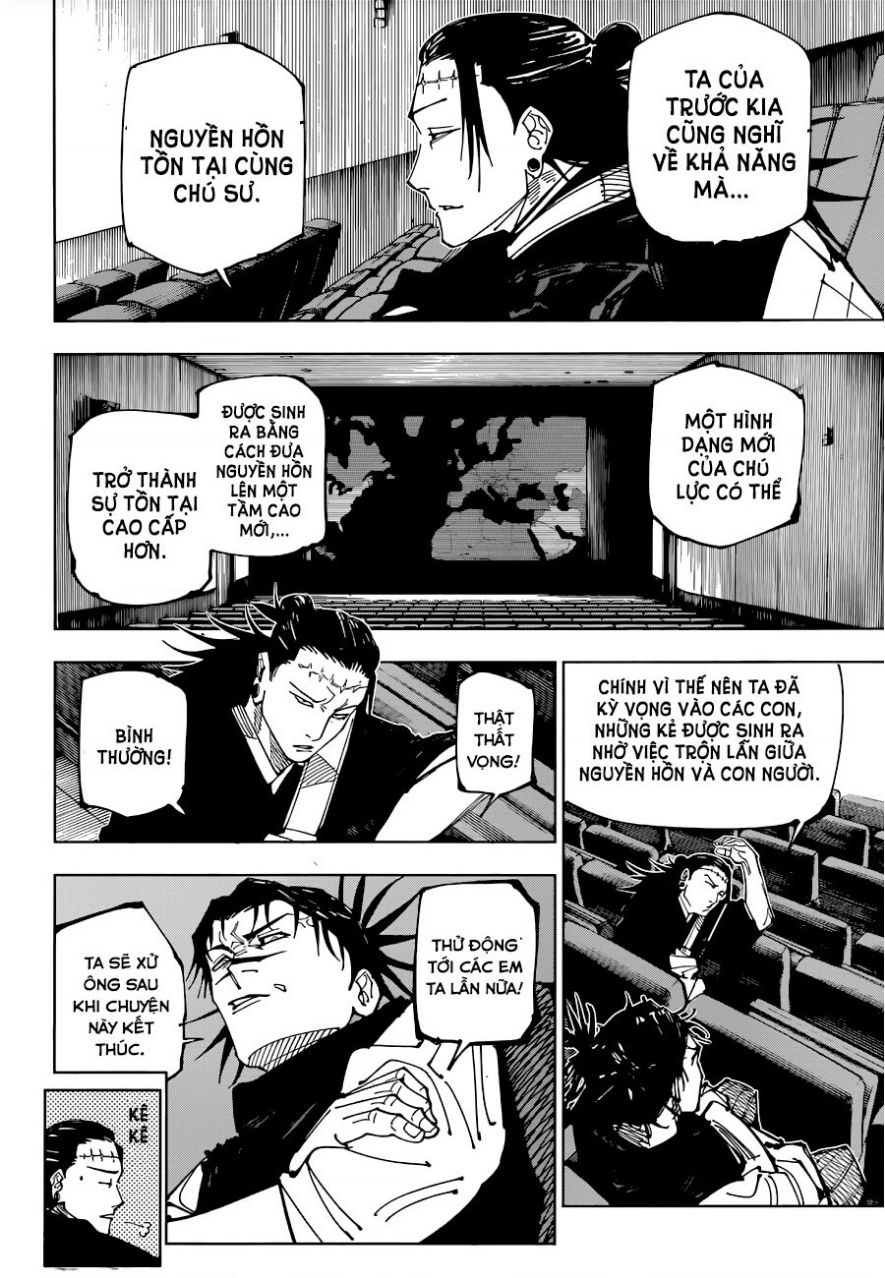 TA CỦA
TRƯỚC KIA
CŨNG NGHĨ
VỀ KHẢ NĂNG
MÀ...
NGUYỀN HỒN
TỒN TẠI CÙNG
CHÚ SƯ.
MỘT HÌNH
DẠNG MỚI
CỦA CHÚ
LỰC CÓ THỂ
ĐƯỢC SINH
RA BẰNG
CÁCH ĐƯA
NGUYỀN HỒN
LÊN MỘT
TẦM CAO
MỚI,...
TRỞ THÀNH
SỰ TỒN TẠI
CAO CẤP
HƠN.
CHÍNH VÌ THẾ NÊN TA ĐÃ
KỲ VỌNG VÀO CÁC CON,
NHỮNG KẺ ĐƯỢC SINH RA
NHỜ VIỆC TRỘN LẪN GIỮA
NGUYỀN HỒN VÀ CON NGƯỜI.
THẬT
THẤT
VỌNG!
BÌNH
THƯỜNG!
THỬ ĐỘNG
TỚI CÁC EM
TA LẦN NỮA!
TA SẼ XỬ
ÔNG SAU
KHI CHUYỆN
NÀY KẾT
THÚC.
KÊ
KÊ